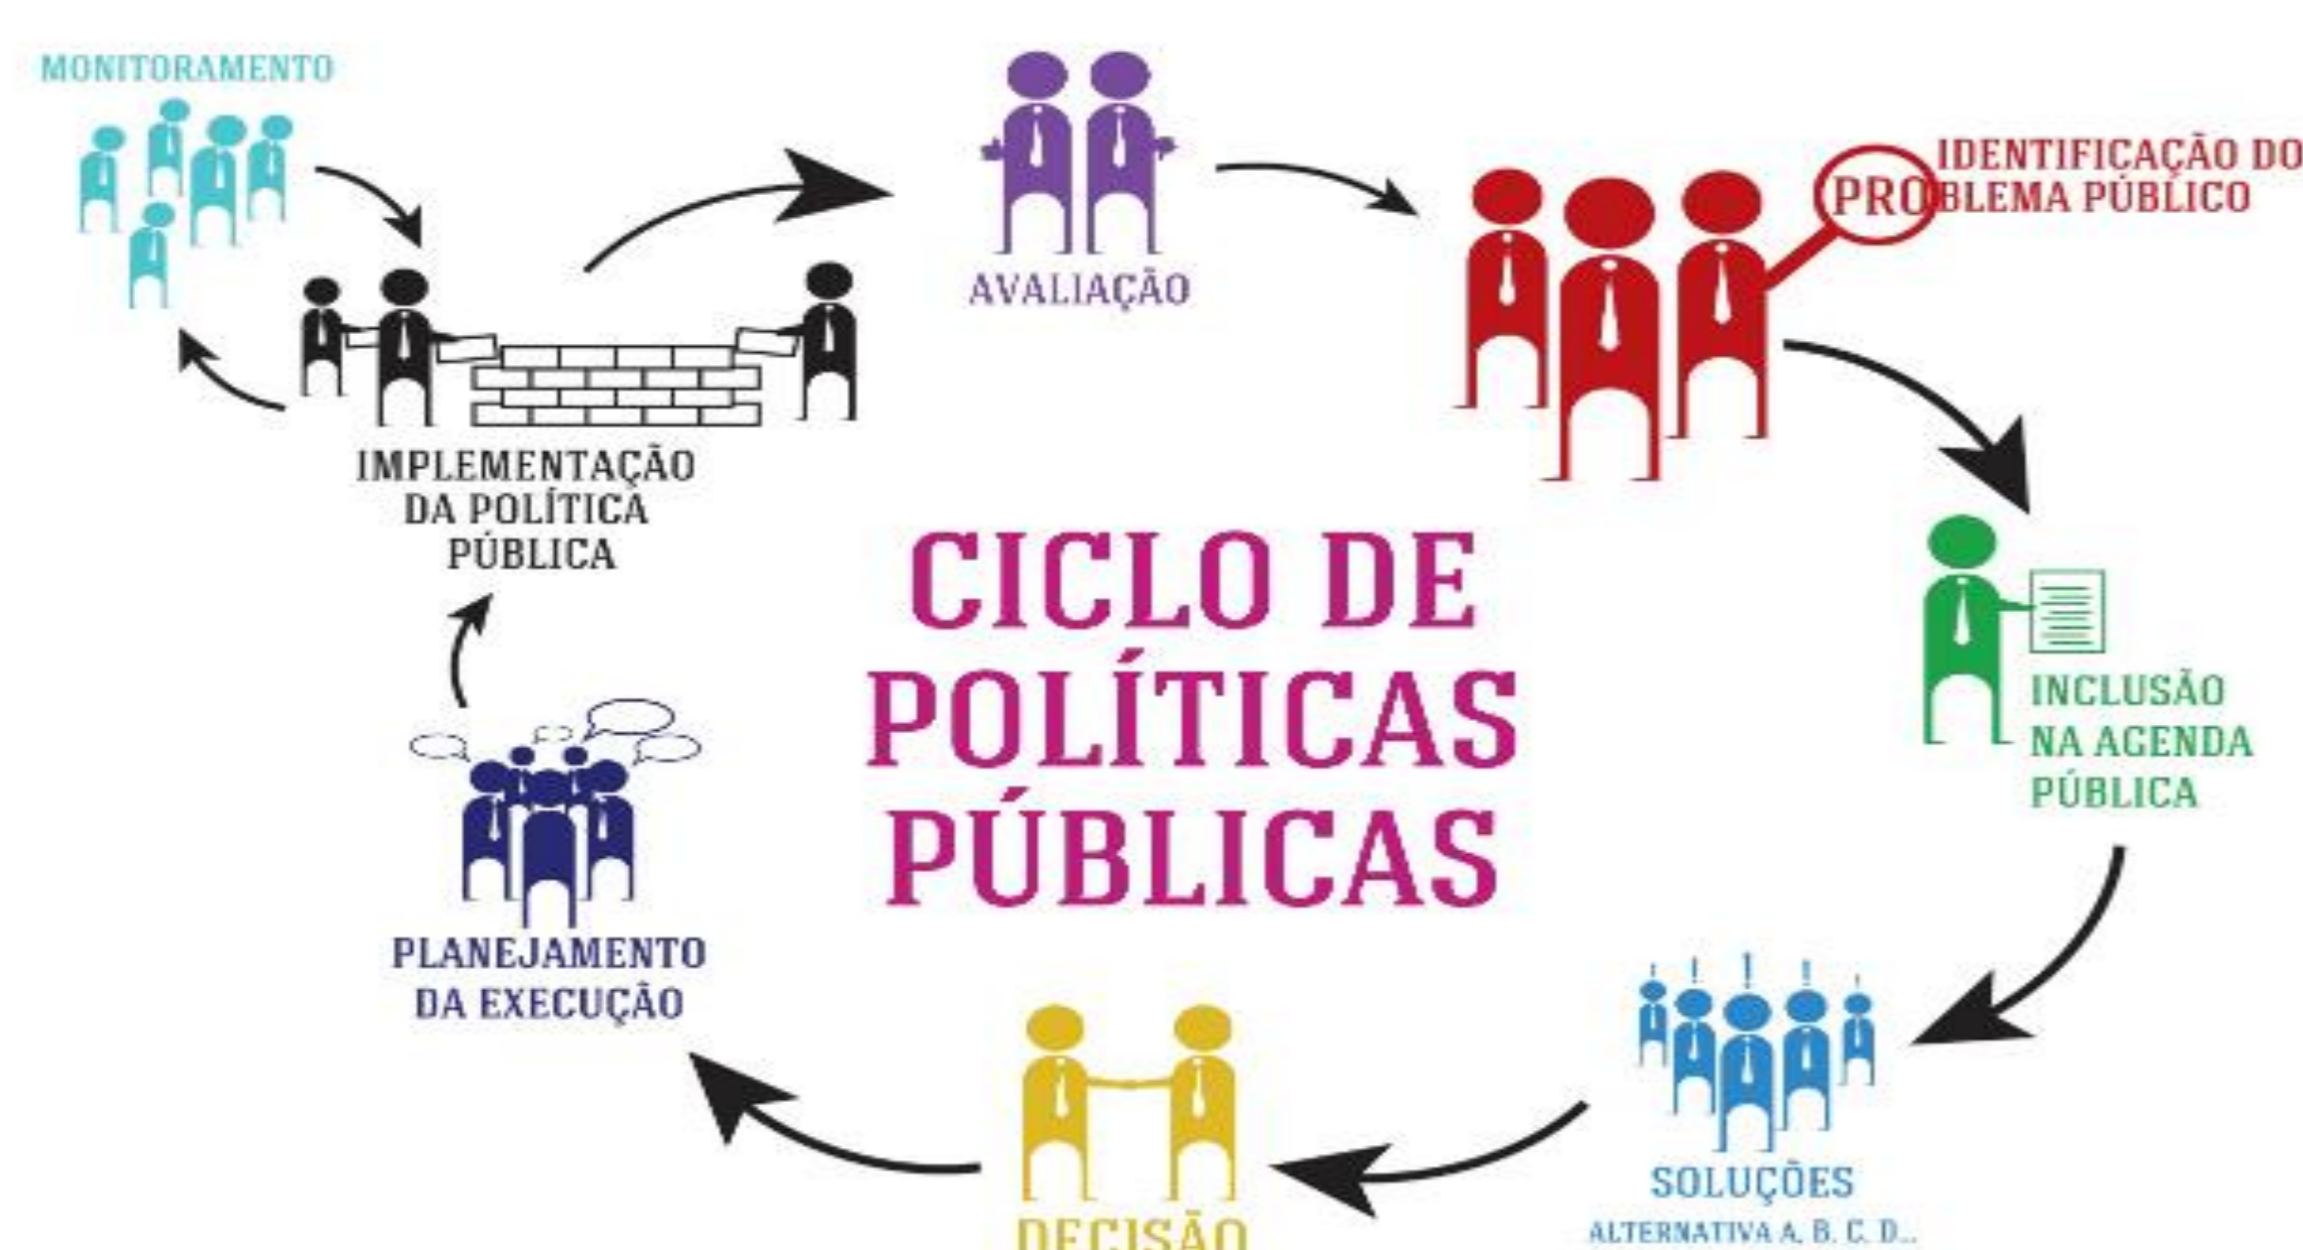 MONITORAMENTO
AVALIAÇÃO
IDENTIFICAÇÃO DO
PROBLEMA PÚBLICO
IMPLEMENTAÇÃO
DA POLÍTICA
PÚBLICA
CICLO DE
POLÍTICAS
PÚBLICAS
INCLUSÃO
NA AGENDA
PÚBLICA
PLANEJAMENTO
DA EXECUÇÃO
DECISÃO
SOLUÇÕES
ALTERNATIVA A, B, C, D...